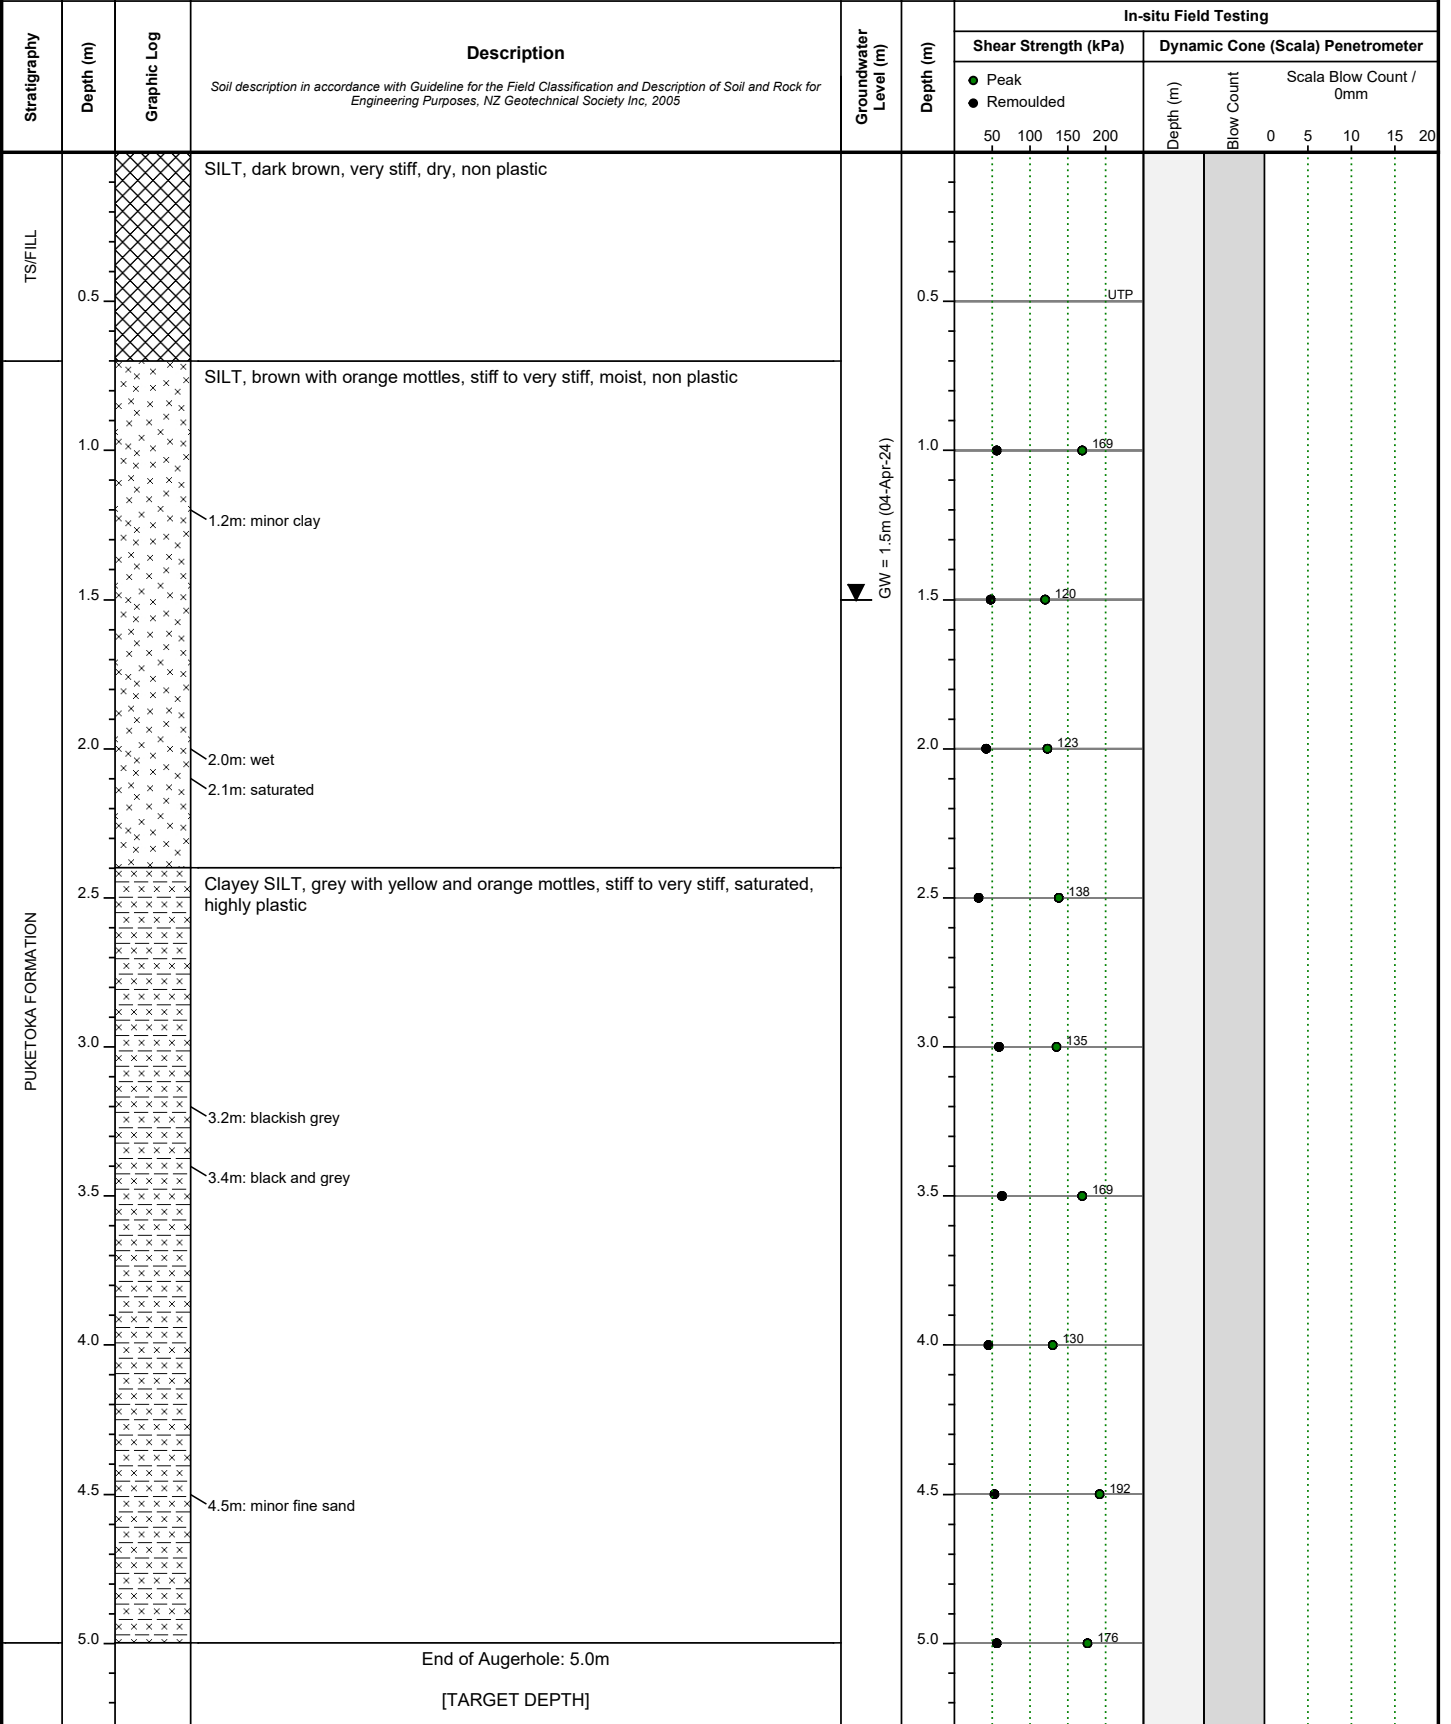 Stratigraphy
Depth (m)
Graphic Log
Description
Soil description in accordance with Guideline for the Field Classification and Description of Soil and Rock for
Engineering Purposes, NZ Geotechnical Society Inc, 2005
Groundwater
Level (m)
Depth (m)
In-situ Field Testing
Shear Strength (kPa)
Peak
Remoulded
50 100 150 200
Dynamic Cone (Scala) Penetrometer
Depth (m)
Blow Count
Scala Blow Count /
0mm
0 5 10 15 20
TS/FILL
SILT, dark brown, very stiff, dry, non plastic
0.5
0.5
UTP
PUKETOKA FORMATION
SILT, brown with orange mottles, stiff to very stiff, moist, non plastic
1.0
1.0
169
1.2m: minor clay
GW = 1.5m (04-Apr-24)
1.5
1.5
120
2.0
2.0m: wet
2.0
123
2.1m: saturated
Clayey SILT, grey with yellow and orange mottles, stiff to very stiff, saturated,
highly plastic
2.5
2.5
138
3.0
3.0
135
3.2m: blackish grey
3.4m: black and grey
3.5
3.5
169
4.0
4.0
130
4.5
4.5m: minor fine sand
4.5
192
5.0
5.0
176
End of Augerhole: 5.0m
[TARGET DEPTH]